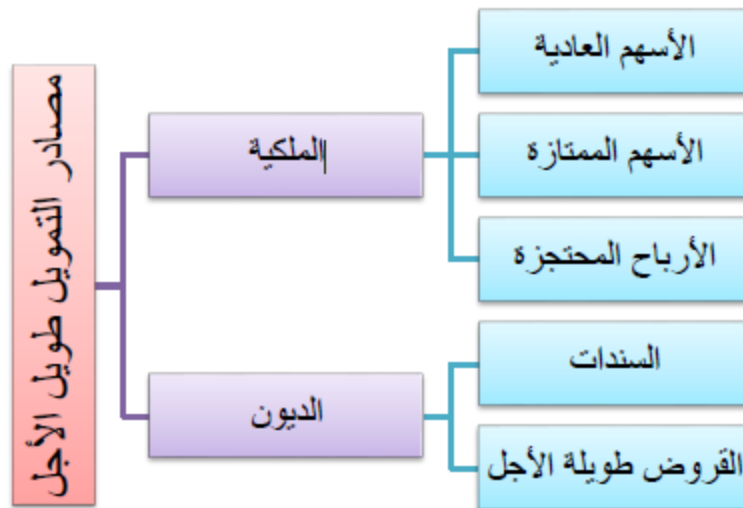 مصادر التمويل طويل الأجل
الملكية
الأسهم العادية
الأسهم الممتازة
الأرباح المحتجزة
الديون
السندات
القروض طويلة الأجل